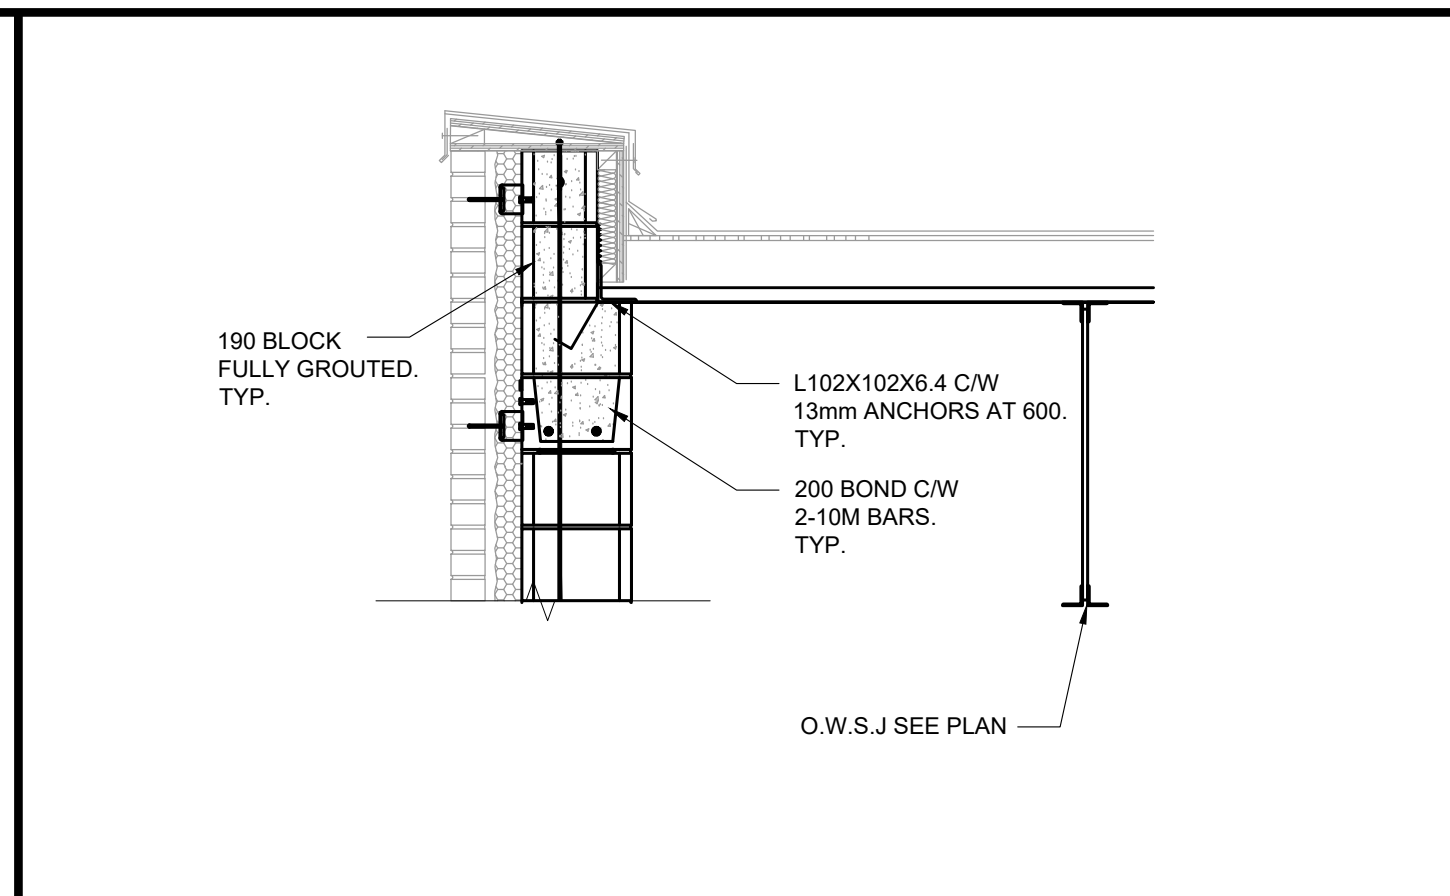 190 BLOCK
FULLY GROUTED.
TYP.
L102X102X6.4 C/W
13mm ANCHORS AT 600.
TYP.
200 BOND C/W
2-10M BARS.
TYP.
O.W.S.J SEE PLAN